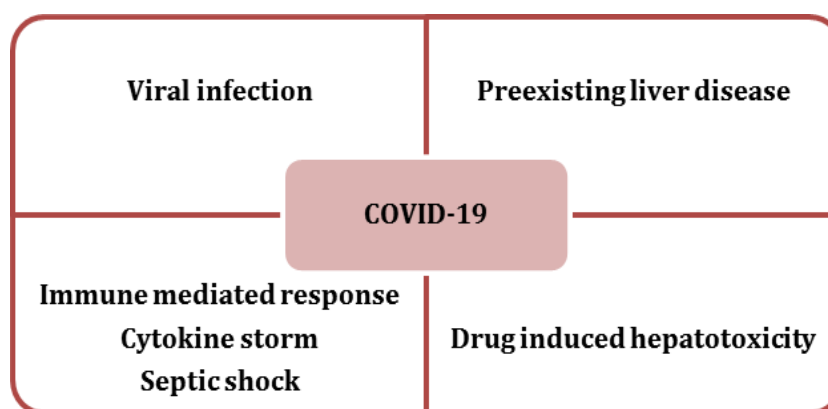 Viral infection
Preexisting liver disease
COVID-19
Immune mediated response
Cytokine storm
Septic shock
Drug induced hepatotoxicity